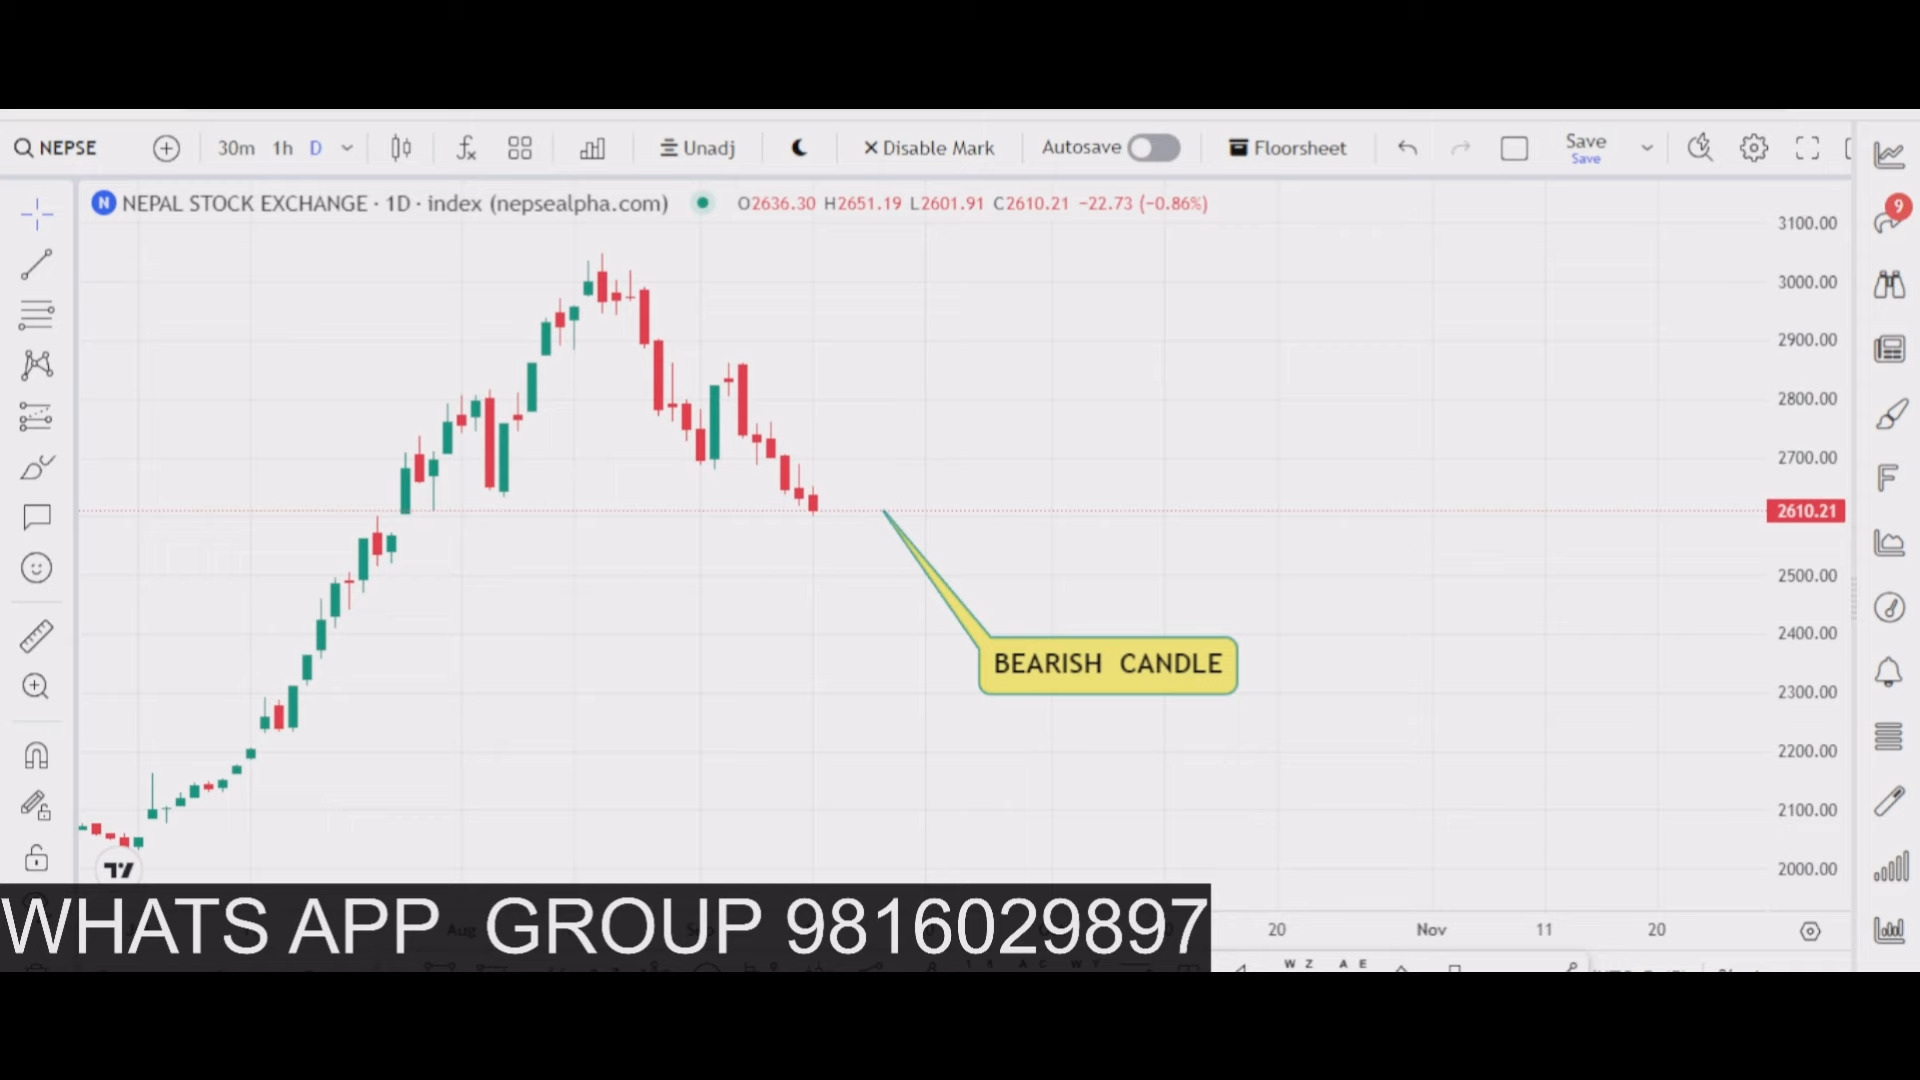 NEPSE 30m 1h D Unadj Disable Mark Autosave Floorsheet Save
Save
9
N NEPAL STOCK EXCHANGE · 1D · index (nepsealpha.com) O2636.30 H2651.19 L2601.91 C2610.21 −22.73 (−0.86%)
3100.00
3000.00
2900.00
2800.00
2700.00
2610.21
2500.00
2400.00
BEARISH CANDLE
2300.00
2200.00
2100.00
2000.00
WHATS APP GROUP 9816029897
20 Nov 11 20
W Z A E